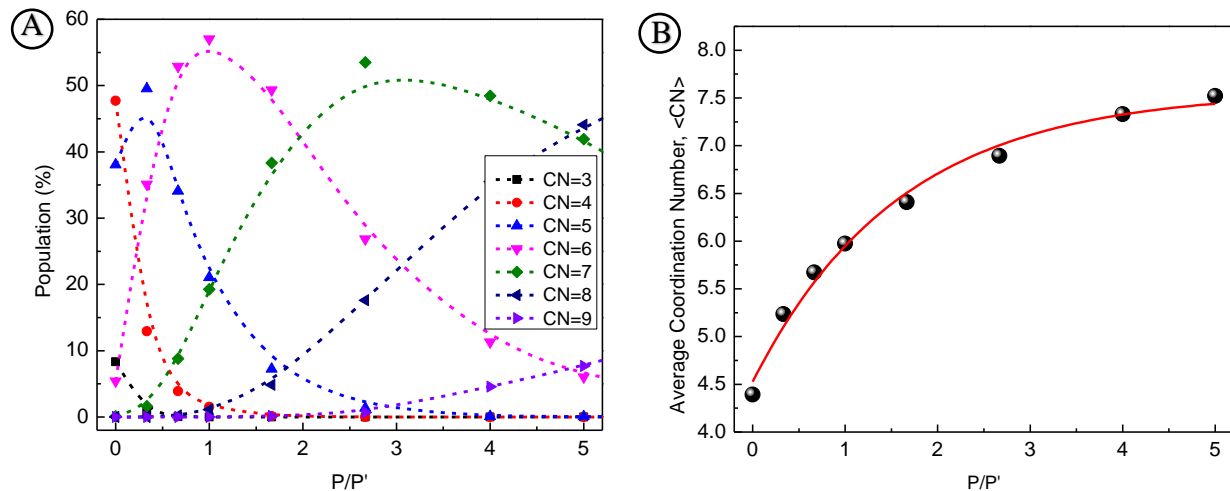 A
Population (%)
60
50
40
30
20
10
0
0 1 2 3 4 5
P/P'
CN=3
CN=4
CN=5
CN=6
CN=7
CN=8
CN=9
B
Average Coordination Number, <CN>
8.0
7.5
7.0
6.5
6.0
5.5
5.0
4.5
4.0
0 1 2 3 4 5
P/P'